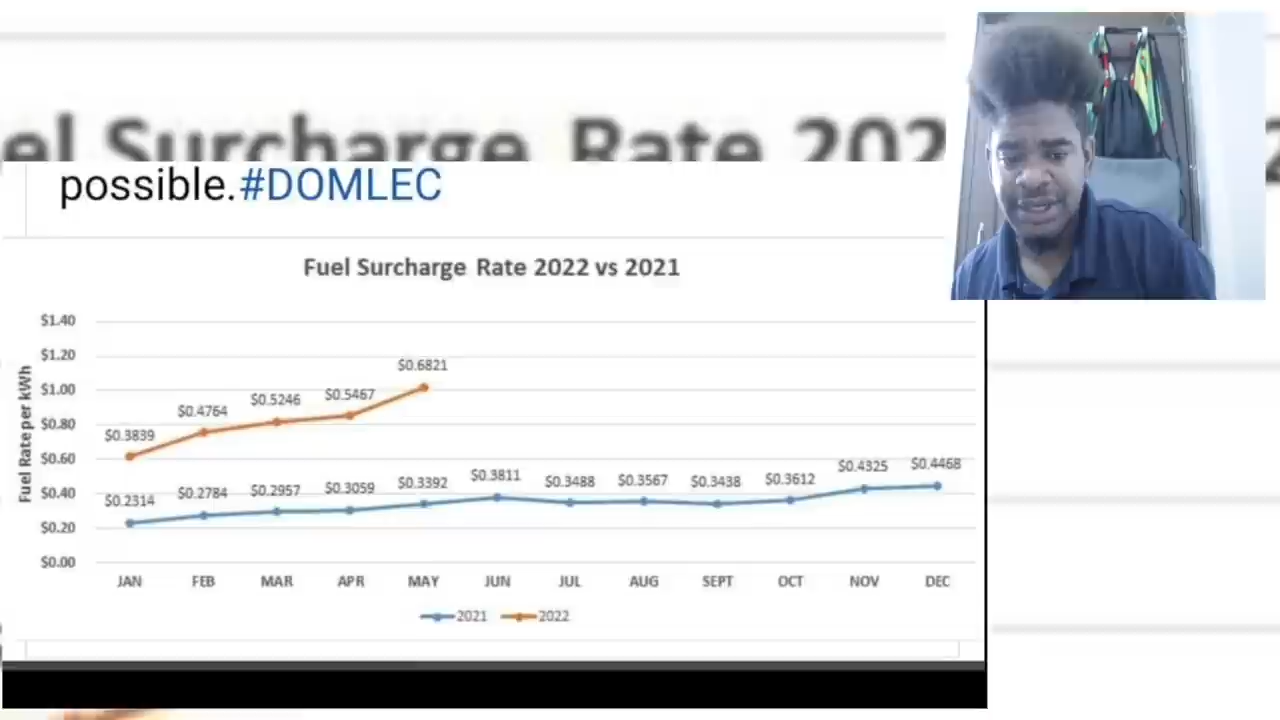 el Surcharge Rate 202
possible.#DOMLEC
Fuel Surcharge Rate 2022 vs 2021
Fuel Rate per kWh
$1.40
$1.20
$1.00
$0.80
$0.60
$0.40
$0.20
$0.00
$0.3839 $0.4764 $0.5246 $0.5467 $0.6821
$0.2314 $0.2784 $0.2957 $0.3059 $0.3392 $0.3811 $0.3488 $0.3567 $0.3438 $0.3612 $0.4325 $0.4468
JAN FEB MAR APR MAY JUN JUL AUG SEPT OCT NOV DEC
2021 2022